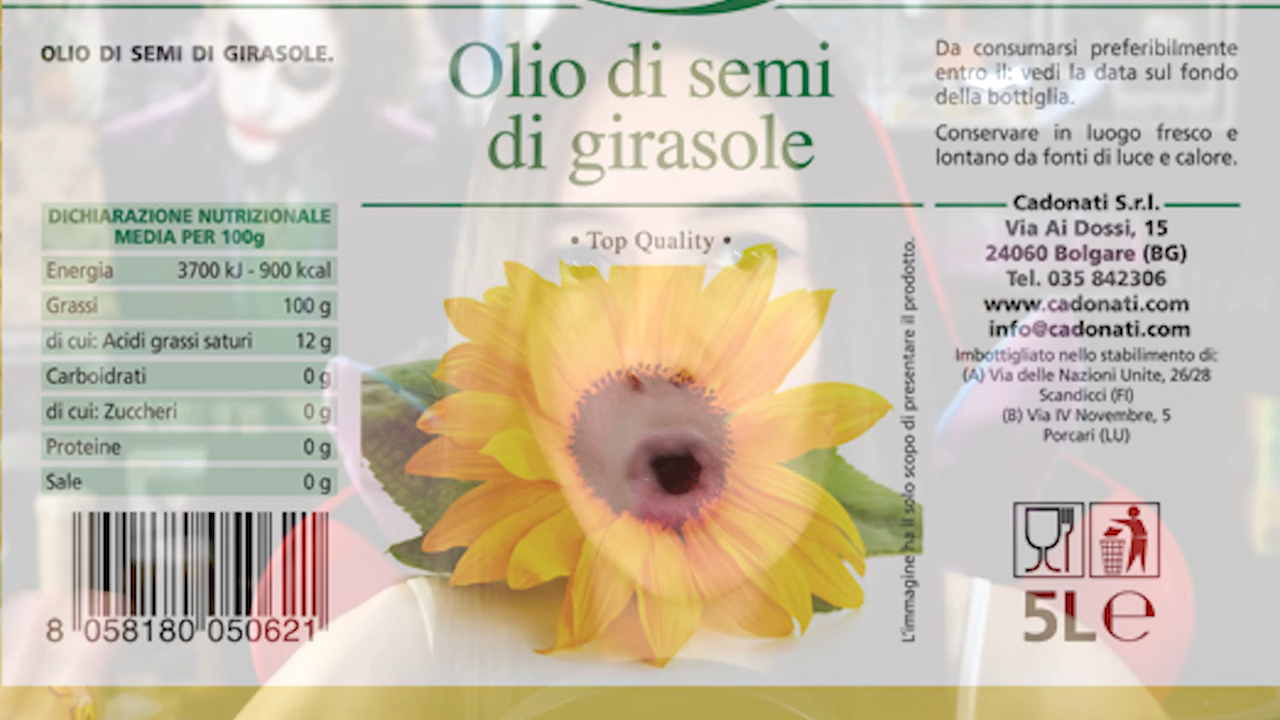 OLIO DI SEMI DI GIRASOLE.
DICHIARAZIONE NUTRIZIONALE
MEDIA PER 100g
Energia 3700 kJ - 900 kcal
Grassi 100 g
di cui: Acidi grassi saturi 12 g
Carboidrati 0 g
di cui: Zuccheri 0 g
Proteine 0 g
Sale 0 g
8 058180 050621
Olio di semi
di girasole
• Top Quality •
L'immagine ha il solo scopo di presentare il prodotto.
Da consumarsi preferibilmente
entro il: vedi la data sul fondo
della bottiglia.
Conservare in luogo fresco e
lontano da fonti di luce e calore.
Cadonati S.r.l.
Via Ai Dossi, 15
24060 Bolgare (BG)
Tel. 035 842306
www.cadonati.com
info@cadonati.com
Imbottigliato nello stabilimento di:
(A) Via delle Nazioni Unite, 26/28
Scandicci (FI)
(B) Via IV Novembre, 5
Porcari (LU)
5L e